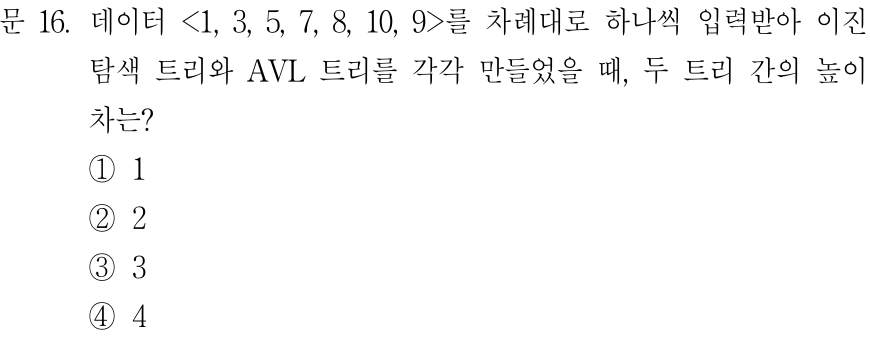 문 16. 데이터 <1, 3, 5, 7, 8, 10, 9>를 차례대로 하나씩 입력받아 이진
탐색 트리와 AVL 트리를 각각 만들었을 때, 두 트리 간의 높이
차는?
① 1
② 2
③ 3
④ 4